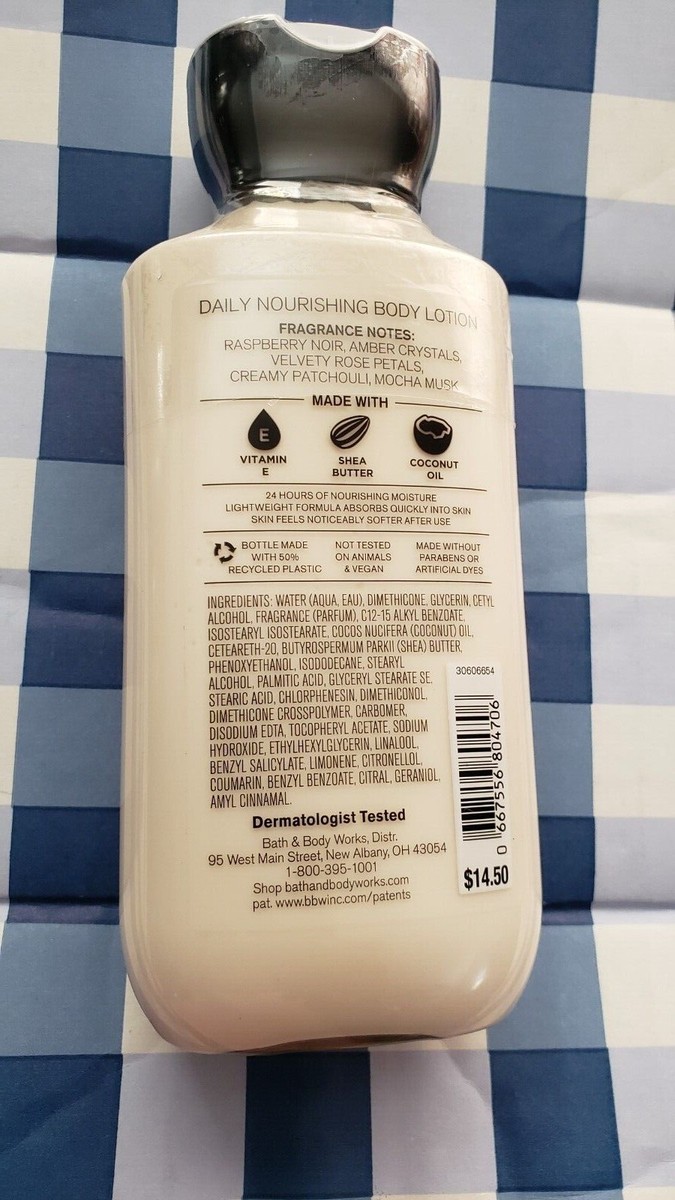 DAILY NOURISHING BODY LOTION
FRAGRANCE NOTES:
RASPBERRY NOIR, AMBER CRYSTALS,
VELVETY ROSE PETALS,
CREAMY PATCHOULI, MOCHA MUSK
MADE WITH
E
VITAMIN
E
SHEA
BUTTER
COCONUT
OIL
24 HOURS OF NOURISHING MOISTURE
LIGHTWEIGHT FORMULA ABSORBS QUICKLY INTO SKIN
SKIN FEELS NOTICEABLY SOFTER AFTER USE
BOTTLE MADE
WITH 50%
RECYCLED PLASTIC
NOT TESTED
ON ANIMALS
& VEGAN
MADE WITHOUT
PARABENS OR
ARTIFICIAL DYES
INGREDIENTS: WATER (AQUA, EAU), DIMETHICONE, GLYCERIN, CETYL
ALCOHOL, FRAGRANCE (PARFUM), C12-15 ALKYL BENZOATE,
ISOSTEARYL ISOSTEARATE, COCOS NUCIFERA (COCONUT) OIL,
CETEARETH-20, BUTYROSPERMUM PARKII (SHEA) BUTTER,
PHENOXYETHANOL, ISODODECANE, STEARYL
ALCOHOL, PALMITIC ACID, GLYCERYL STEARATE SE,
STEARIC ACID, CHLORPHENESIN, DIMETHICONOL,
DIMETHICONE CROSSPOLYMER, CARBOMER,
DISODIUM EDTA, TOCOPHERYL ACETATE, SODIUM
HYDROXIDE, ETHYLHEXYLGLYCERIN, LINALOOL,
BENZYL SALICYLATE, LIMONENE, CITRONELLOL,
COUMARIN, BENZYL BENZOATE, CITRAL, GERANIOL,
AMYL CINNAMAL.
Dermatologist Tested
Bath & Body Works, Distr.
95 West Main Street, New Albany, OH 43054
1-800-395-1001
Shop bathandbodyworks.com
pat. www.bbwinc.com/patents
30606654
0 667556 804706
$14.50